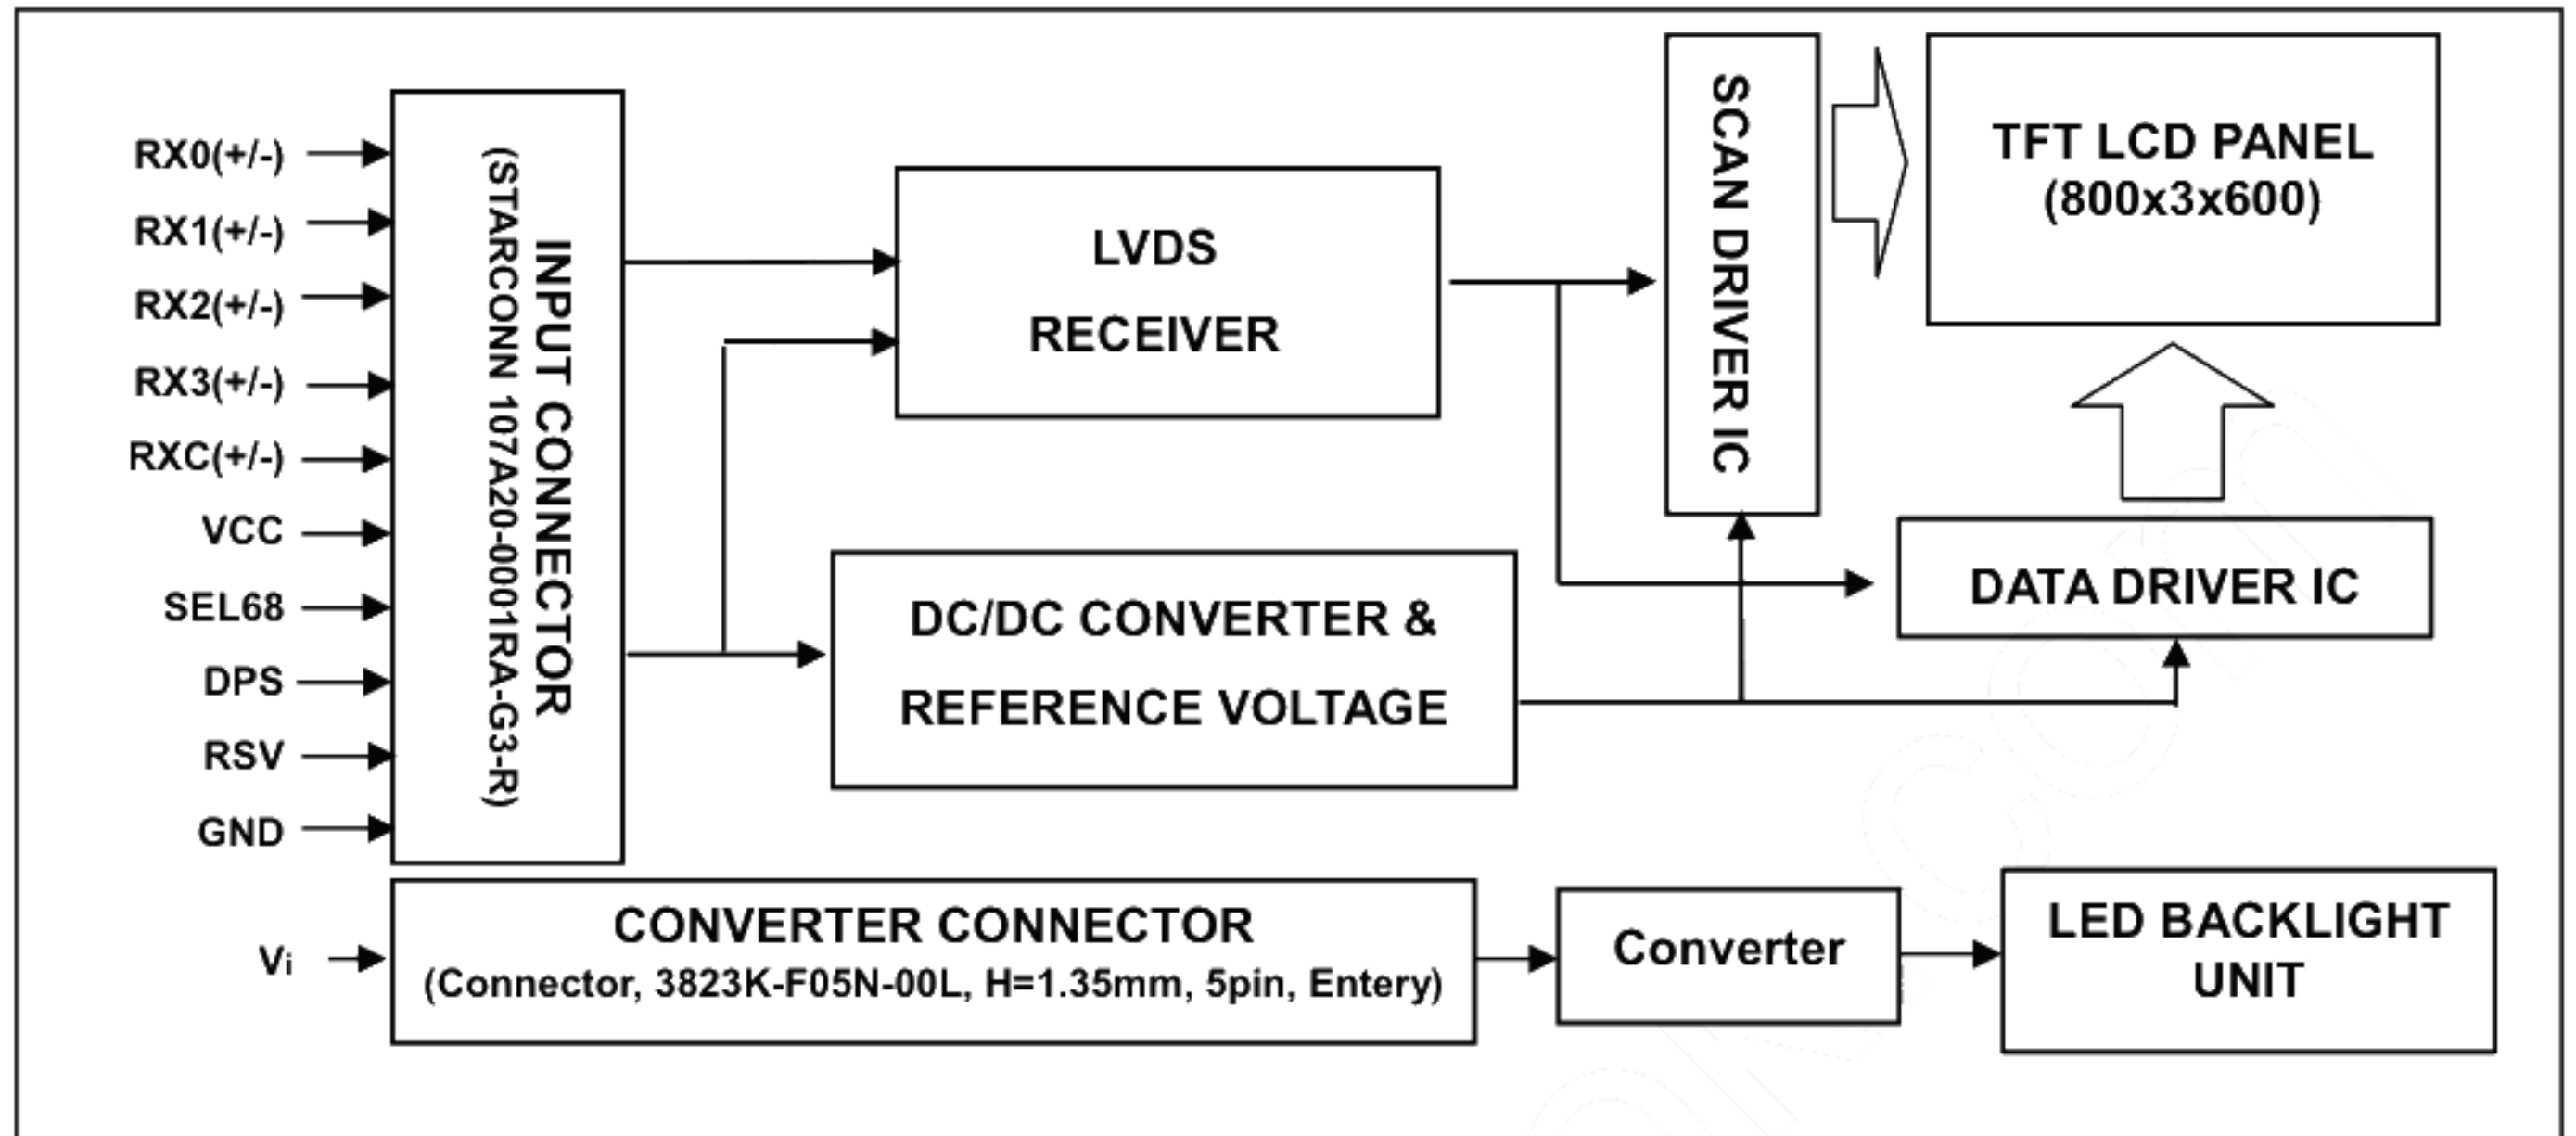 RX0(+/-)
RX1(+/-)
RX2(+/-)
RX3(+/-)
RXC(+/-)
VCC
SEL68
DPS
RSV
GND
INPUT CONNECTOR
(STARCONN 107A20-0001RA-G3-R)
LVDS
RECEIVER
DC/DC CONVERTER &
REFERENCE VOLTAGE
SCAN DRIVER IC
TFT LCD PANEL
(800x3x600)
DATA DRIVER IC
Vi
CONVERTER CONNECTOR
(Connector, 3823K-F05N-00L, H=1.35mm, 5pin, Entery)
Converter
LED BACKLIGHT
UNIT